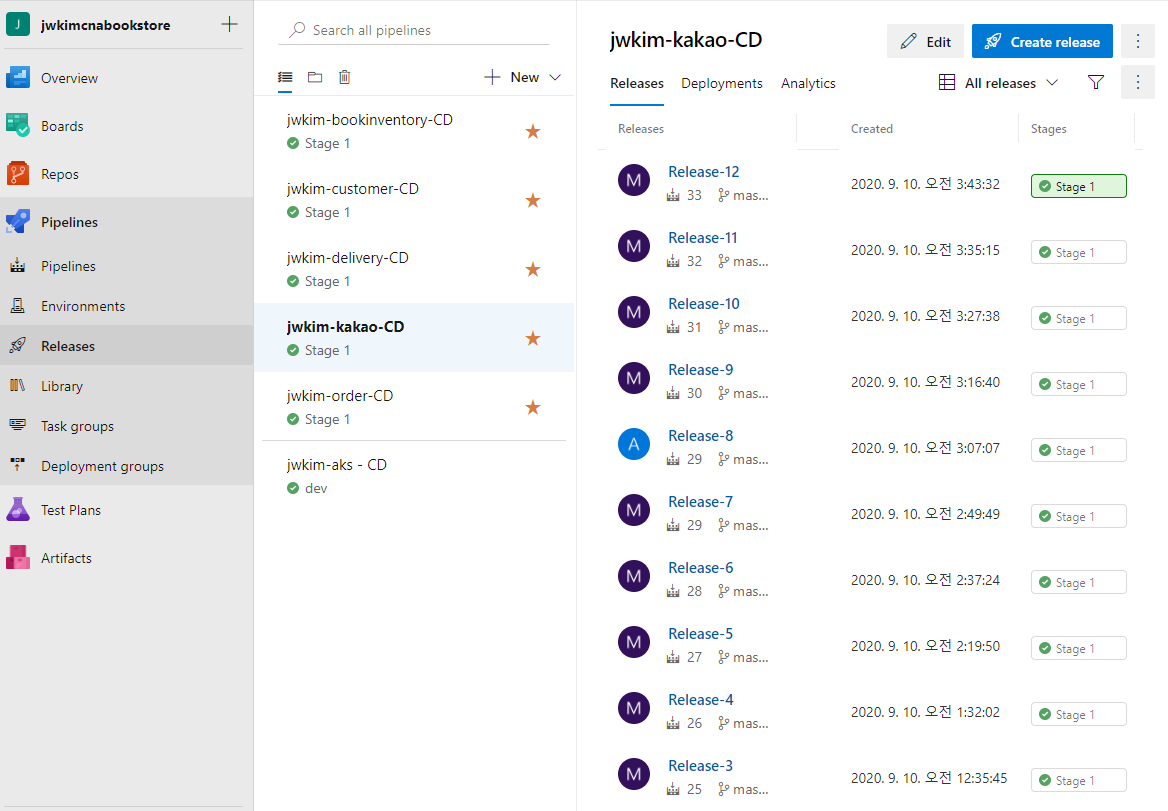 J jwkimcnabookstore
Overview
Boards
Repos
Pipelines
Pipelines
Environments
Releases
Library
Task groups
Deployment groups
Test Plans
Artifacts
Search all pipelines
New
jwkim-bookinventory-CD
Stage 1
jwkim-customer-CD
Stage 1
jwkim-delivery-CD
Stage 1
jwkim-kakao-CD
Stage 1
jwkim-order-CD
Stage 1
jwkim-aks - CD
dev
jwkim-kakao-CD
Edit
Create release
Releases Deployments Analytics
All releases
Releases Created Stages
M Release-12
33 mas... 2020. 9. 10. 오전 3:43:32 Stage 1
M Release-11
32 mas... 2020. 9. 10. 오전 3:35:15 Stage 1
M Release-10
31 mas... 2020. 9. 10. 오전 3:27:38 Stage 1
M Release-9
30 mas... 2020. 9. 10. 오전 3:16:40 Stage 1
A Release-8
29 mas... 2020. 9. 10. 오전 3:07:07 Stage 1
M Release-7
29 mas... 2020. 9. 10. 오전 2:49:49 Stage 1
M Release-6
28 mas... 2020. 9. 10. 오전 2:37:24 Stage 1
M Release-5
27 mas... 2020. 9. 10. 오전 2:19:50 Stage 1
M Release-4
26 mas... 2020. 9. 10. 오전 1:32:02 Stage 1
M Release-3
25 mas... 2020. 9. 10. 오전 12:35:45 Stage 1